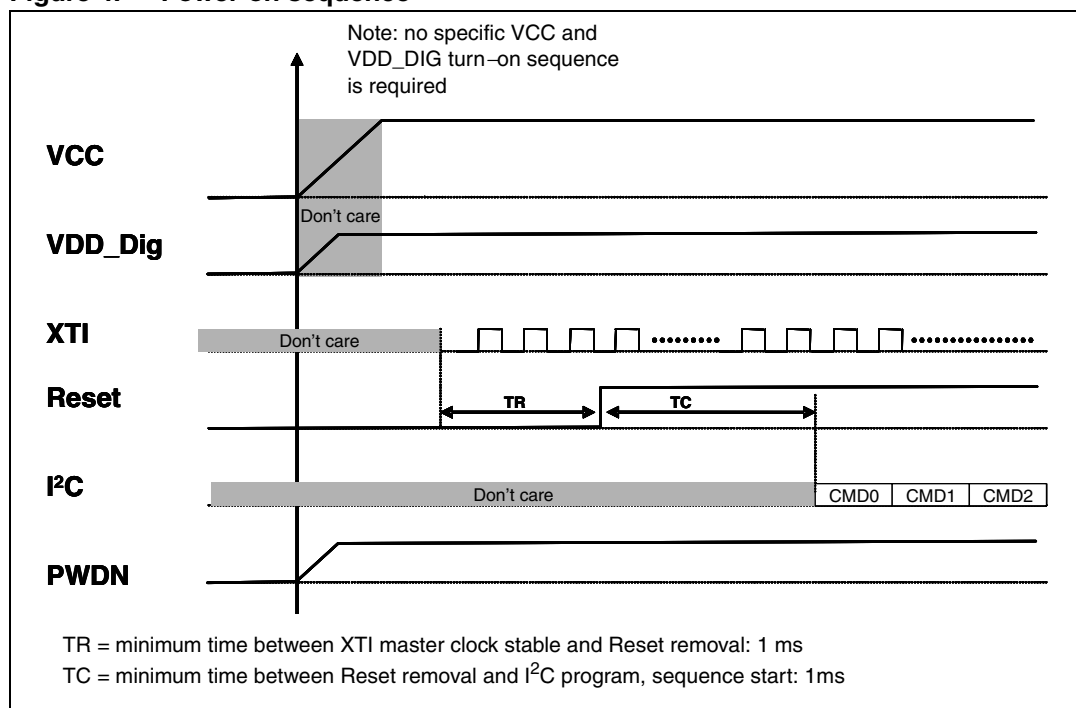 Note: no specific VCC and
VDD_DIG turn–on sequence
is required
VCC
Don't care
VDD_Dig
XTI
Don't care
Reset
TR
TC
I²C
Don't care
CMD0 CMD1 CMD2
PWDN
TR = minimum time between XTI master clock stable and Reset removal: 1 ms
TC = minimum time between Reset removal and I²C program, sequence start: 1ms